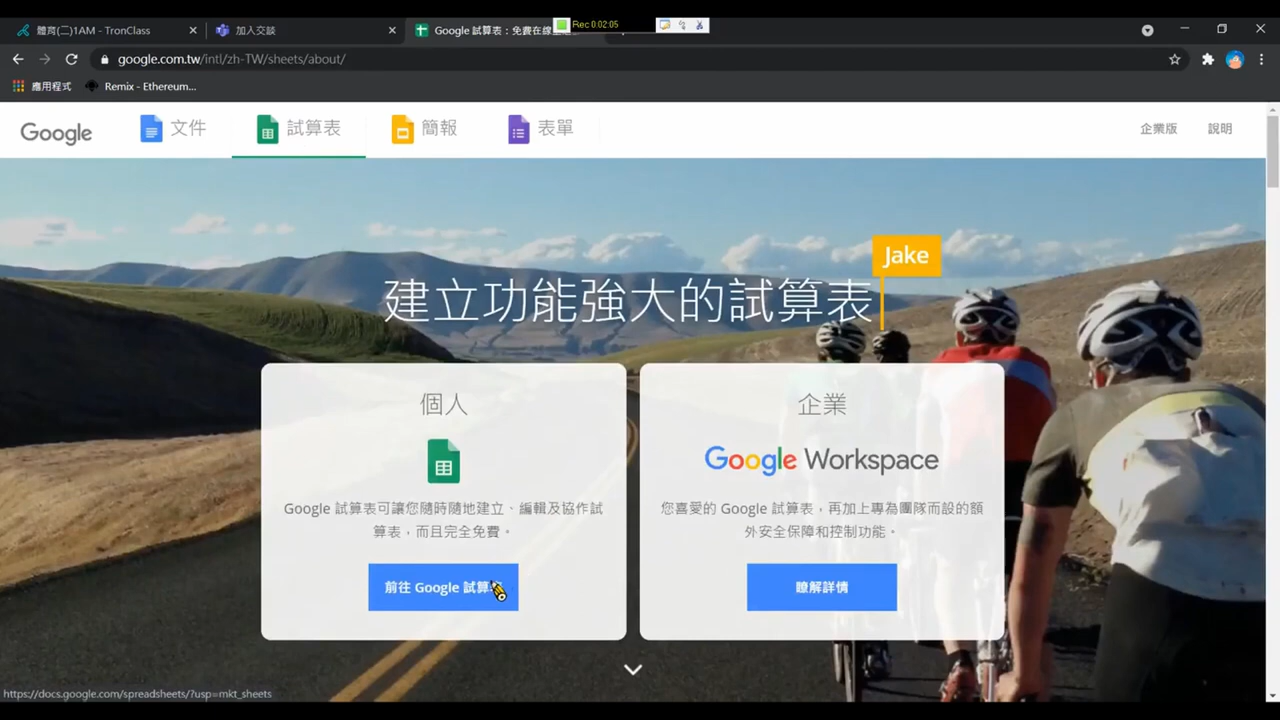 體育(二)1AM - TronClass
加入交談
Google 試算表：免費在線
Rec 0:02:05
google.com.tw/intl/zh-TW/sheets/about/
應用程式
Remix - Ethereum...
Google
文件
試算表
簡報
表單
企業版
說明
Jake
建立功能強大的試算表
個人
Google 試算表可讓您隨時隨地建立、編輯及協作試
算表，而且完全免費。
前往 Google 試算
企業
Google Workspace
您喜愛的 Google 試算表，再加上專為團隊而設的額
外安全保障和控制功能。
瞭解詳情
https://docs.google.com/spreadsheets/?usp=mkt_sheets